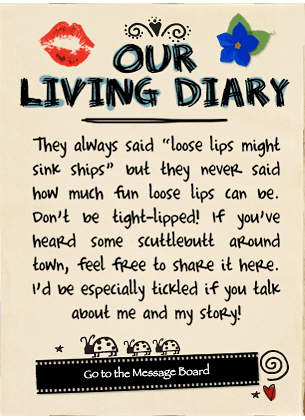 OUR
LIVING DIARY
They always said "loose lips might
sink ships" but they never said
how much fun loose lips can be.
Don't be tight-lipped! If you've
heard some scuttlebutt around
town, feel free to share it here.
I'd be especially tickled if you talk
about me and my story!
Go to the Message Board